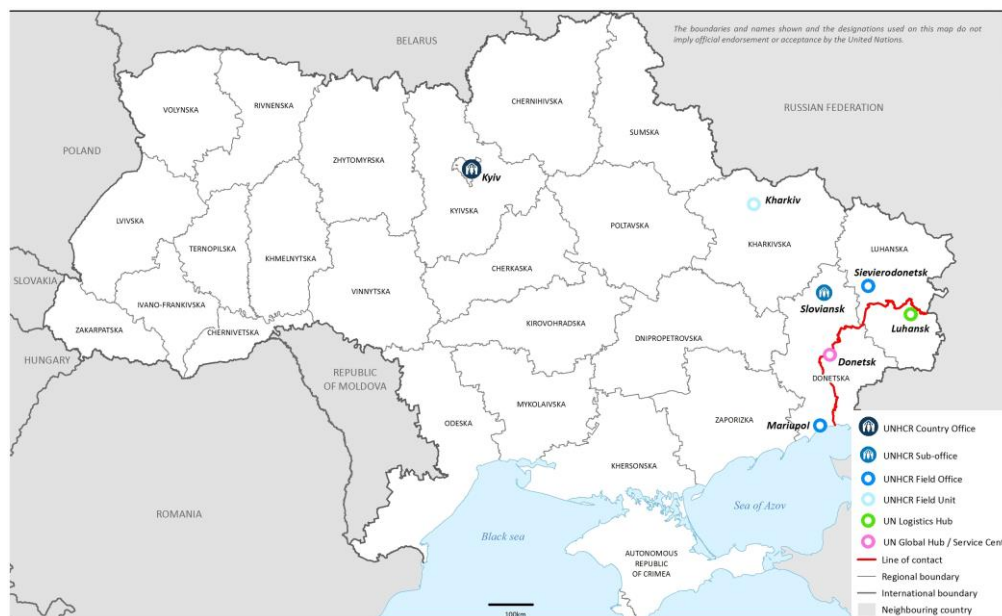 The boundaries and names shown and the designations used on this map do not
imply official endorsement or acceptance by the United Nations.
BELARUS
RUSSIAN FEDERATION
POLAND
VOLYNSKA
RIVNENSKA
CHERNIHIVSKA
SUMSKA
ZHYTOMYRSKA
Kyiv
KYIVSKA
Kharkiv
LVIVSKA
TERNOPILSKA
KHMELNYTSKA
POLTAVSKA
KHARKIVSKA
LUHANSKA
CHERKASKA
SLOVAKIA
Sievierodonetsk
IVANO-FRANKIVSKA
VINNYTSKA
Sloviansk
Luhansk
ZAKARPATSKA
CHERNIVETSKA
KIROVOHRADSKA
DNIPROPETROVSKA
HUNGARY
REPUBLIC
OF MOLDOVA
Donetsk
DONETSKA
ODESKA
MYKOLAIVSKA
ZAPORIZKA
Mariupol
KHERSONSKA
ROMANIA
Black sea
Sea of Azov
AUTONOMOUS
REPUBLIC
OF CRIMEA
100km
UNHCR Country Office
UNHCR Sub-office
UNHCR Field Office
UNHCR Field Unit
UN Logistics Hub
UN Global Hub / Service Cent
Line of contact
Regional boundary
International boundary
Neighbouring country